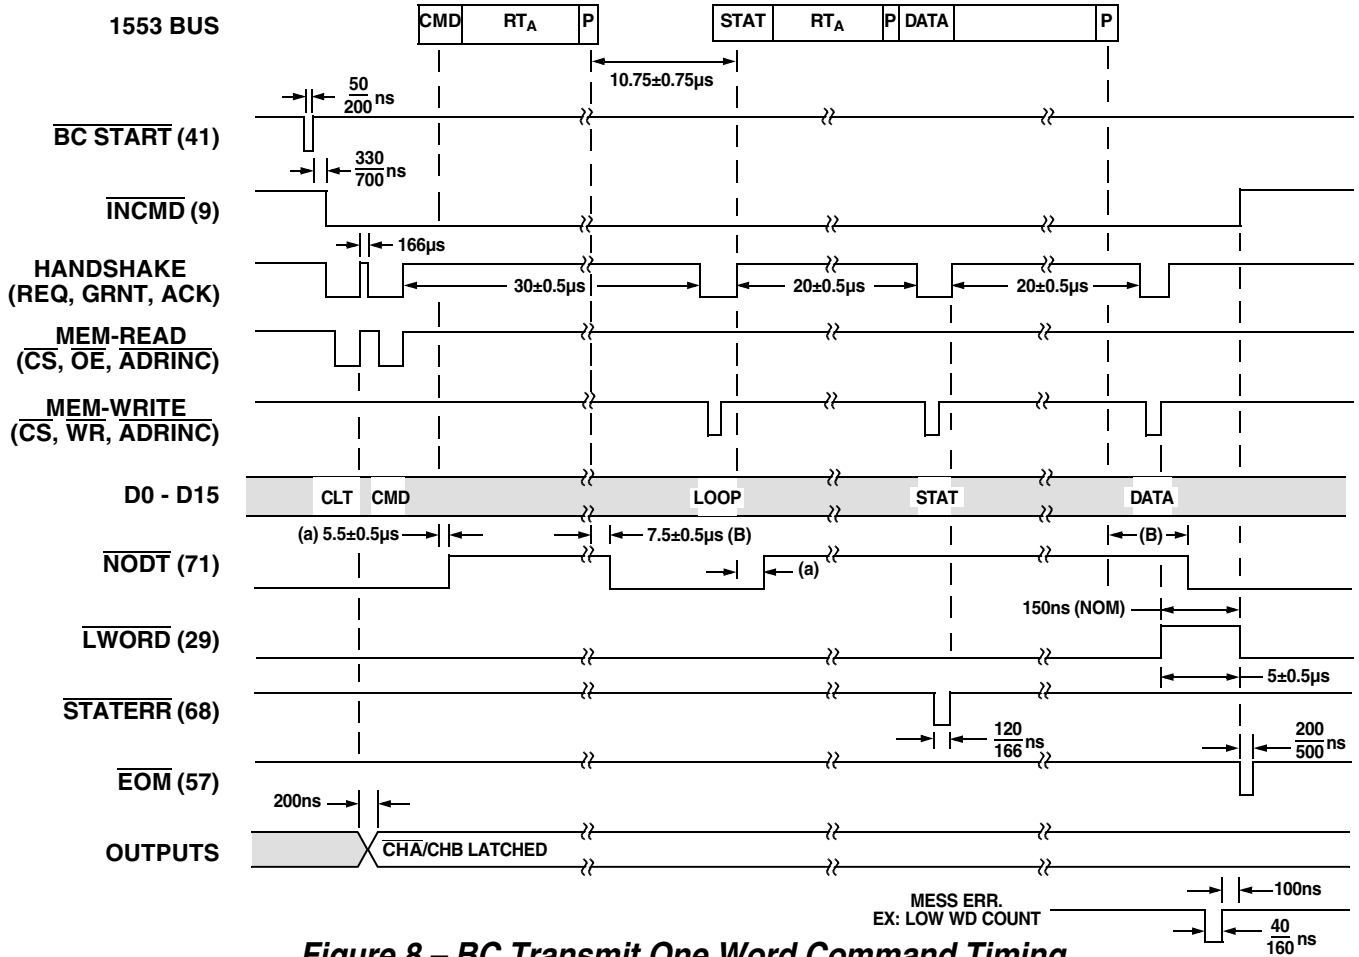 1553 BUS
CMD RTA P STAT RTA P DATA P
10.75±0.75µs
50
200 ns
BC START (41)
330
700 ns
INCMD (9)
166µs
HANDSHAKE
(REQ, GRNT, ACK)
30±0.5µs 20±0.5µs 20±0.5µs
MEM-READ
(CS, OE, ADRINC)
MEM-WRITE
(CS, WR, ADRINC)
D0 - D15 CLT CMD LOOP STAT DATA
(a) 5.5±0.5µs 7.5±0.5µs (B) (B)
NODT (71) (a)
150ns (NOM)
LWORD (29)
5±0.5µs
STATERR (68)
120
166 ns
200
500 ns
EOM (57)
200ns
OUTPUTS CHA/CHB LATCHED
100ns
MESS ERR.
EX: LOW WD COUNT
40
160 ns
Figure 8 – BC Transmit One Word Command Timing